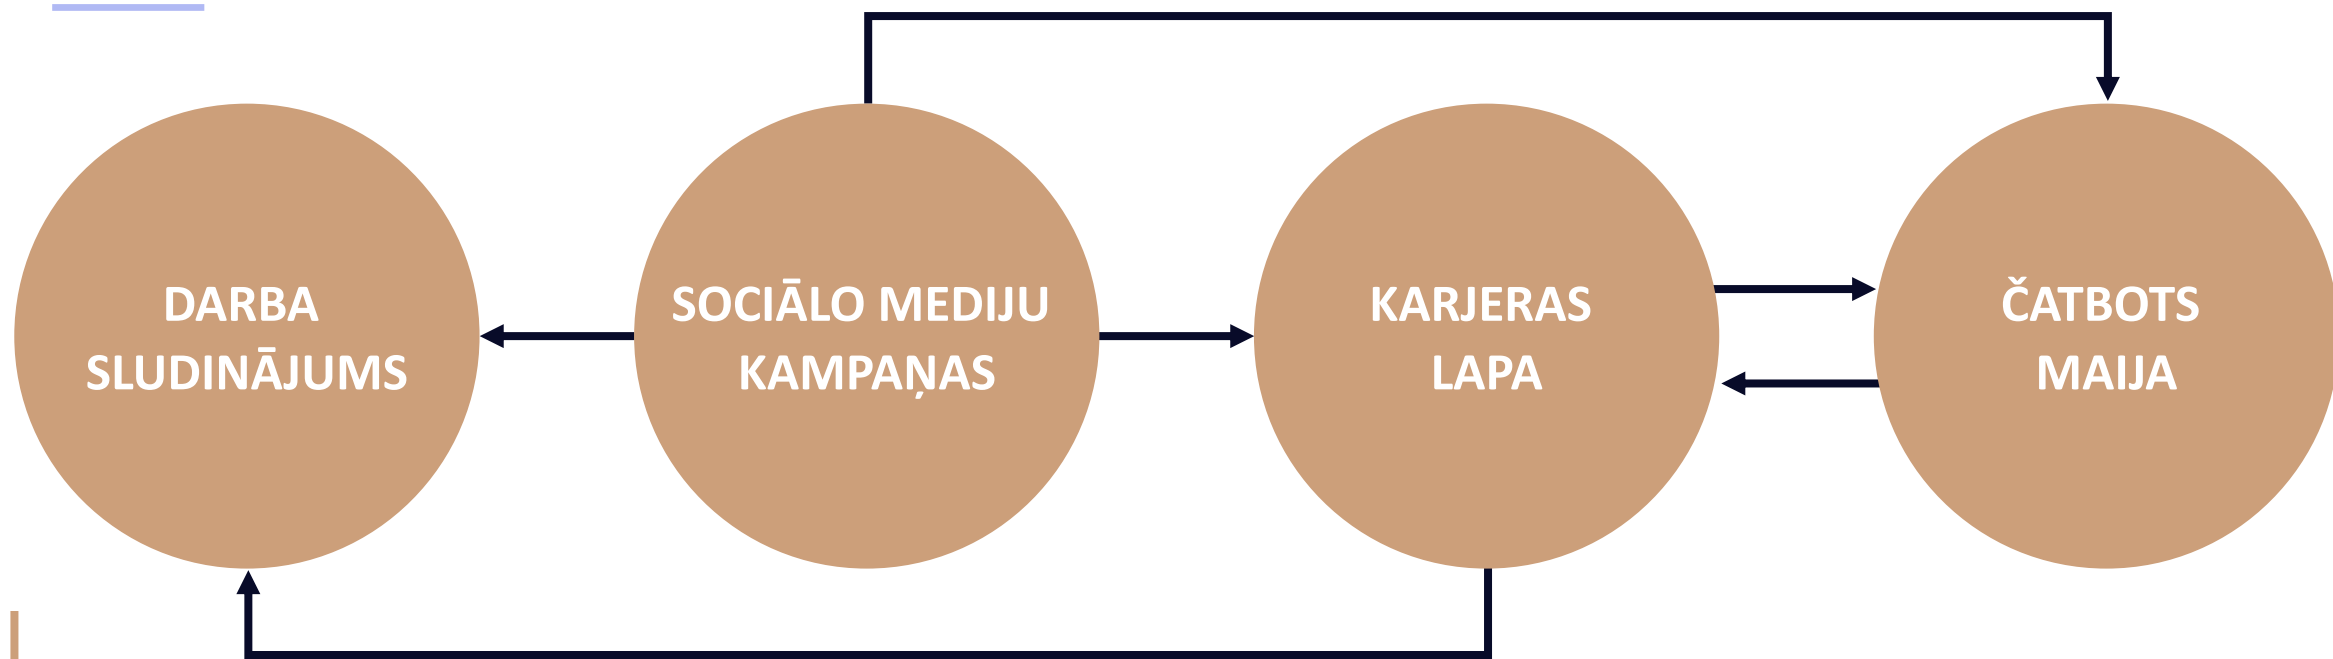 DARBA
SLUDINĀJUMS
SOCIĀLO MEDIJU
KAMPAŅAS
KARJERAS
LAPA
ČATBOTS
MAIJA